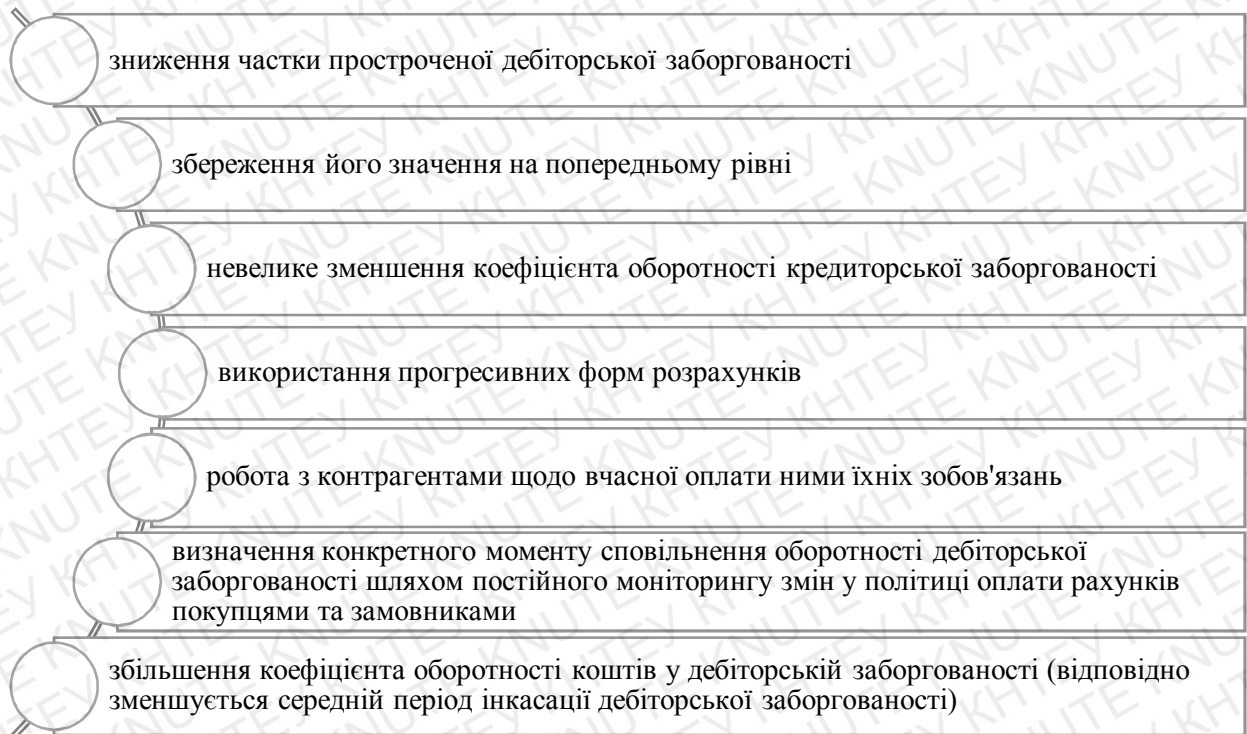 зниження частки простроченої дебіторської заборгованості
збереження його значення на попередньому рівні
невелике зменшення коефіцієнта оборотності кредиторської заборгованості
використання прогресивних форм розрахунків
робота з контрагентами щодо вчасної оплати ними їхніх зобов'язань
визначення конкретного моменту сповільнення оборотності дебіторської
заборгованості шляхом постійного моніторингу змін у політиці оплати рахунків
покупцями та замовниками
збільшення коефіцієнта оборотності коштів у дебіторській заборгованості (відповідно
зменшується середній період інкасації дебіторської заборгованості)